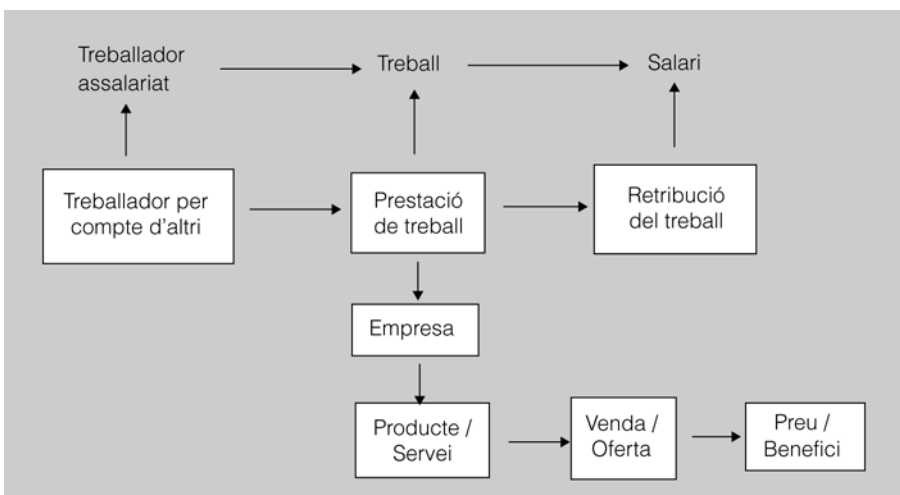 Treballador
assalariat
Treball
Salari
Treballador per
compte d'altri
Prestació
de treball
Retribució
del treball
Empresa
Producte /
Servei
Venda /
Oferta
Preu /
Benefici